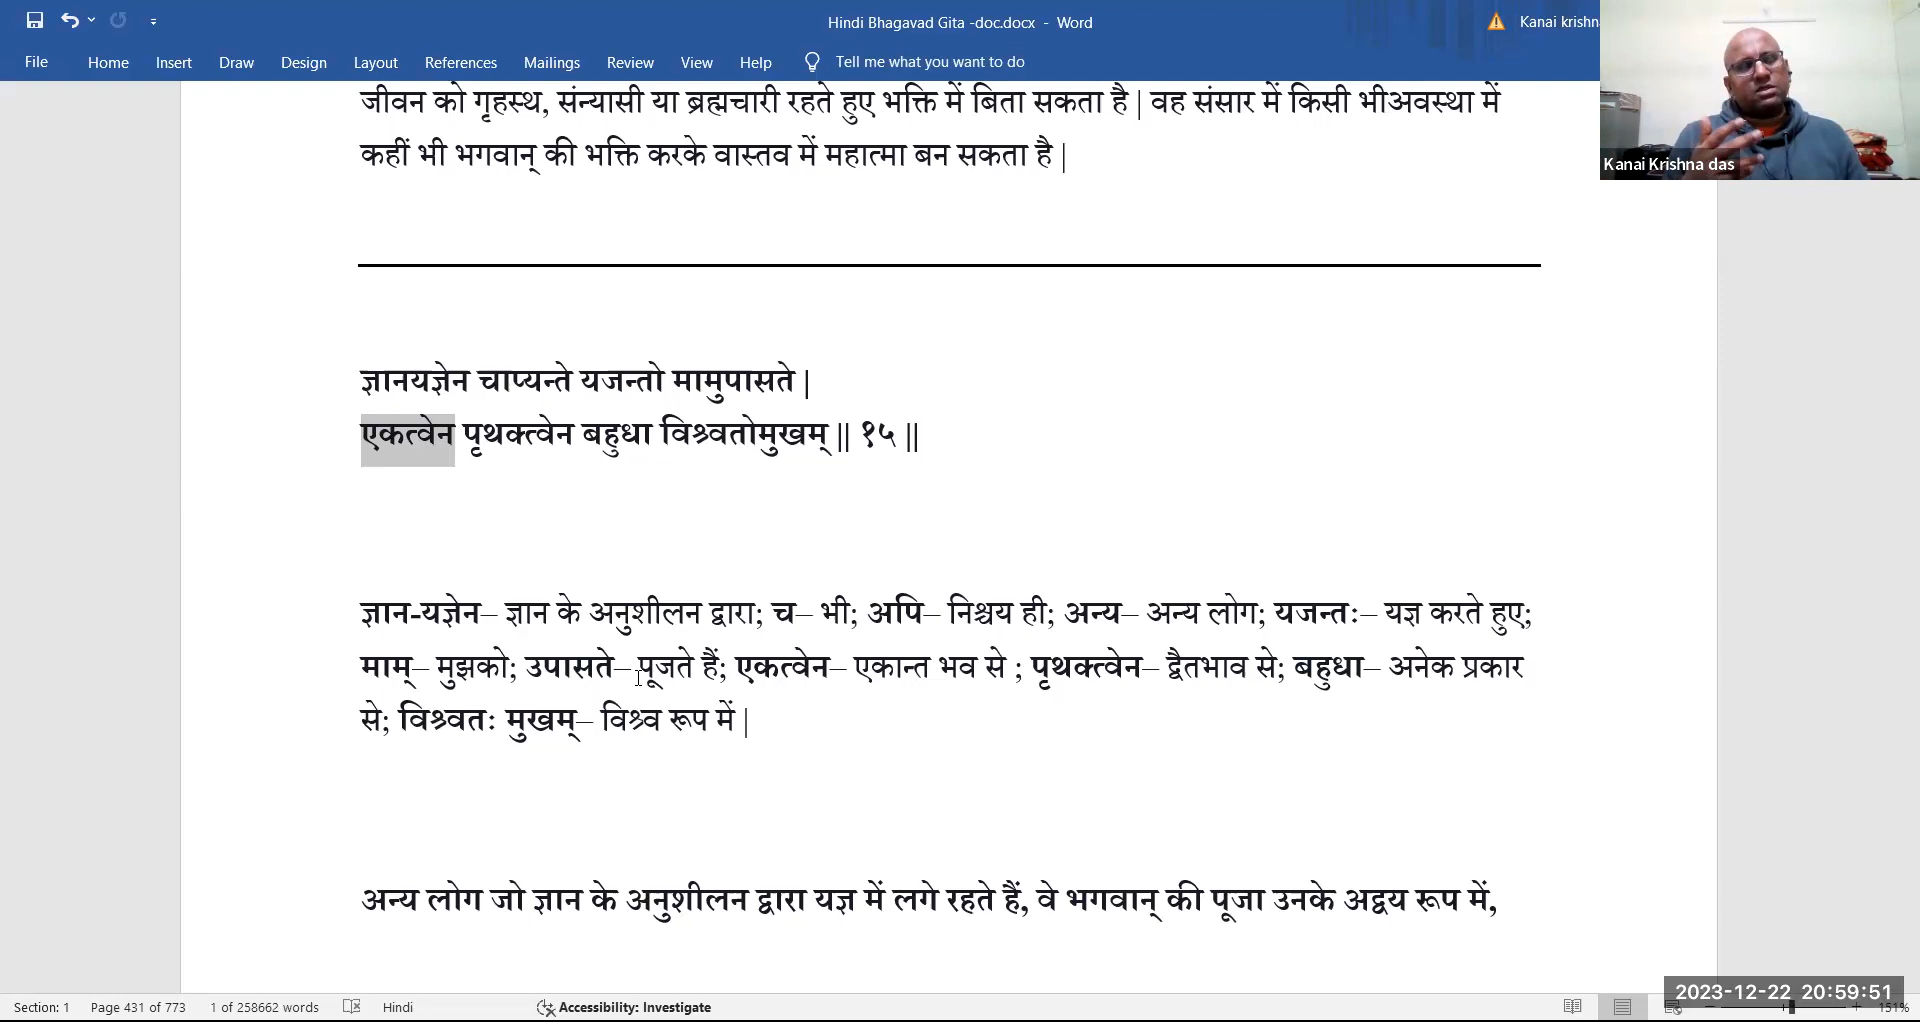 Hindi Bhagavad Gita -doc.docx - Word
Kanai krishn
File Home Insert Draw Design Layout References Mailings Review View Help Tell me what you want to do
Kanai Krishna das
जीवन को गृहस्थ, संन्यासी या ब्रह्मचारी रहते हुए भक्ति में बिता सकता है | वह संसार में किसी भीअवस्था में
कहीं भी भगवान् की भक्ति करके वास्तव में महात्मा बन सकता है |
ज्ञानयज्ञेन चाप्यन्ते यजन्तो मामुपासते |
एकत्वेन पृथक्त्वेन बहुधा विश्र्वतोमुखम् || १५ ||
ज्ञान-यज्ञेन– ज्ञान के अनुशीलन द्वारा; च– भी; अपि– निश्चय ही; अन्य– अन्य लोग; यजन्तः– यज्ञ करते हुए;
माम्– मुझको; उपासते– पूजते हैं; एकत्वेन– एकान्त भव से ; पृथक्त्वेन– द्वैतभाव से; बहुधा– अनेक प्रकार
से; विश्र्वतः मुखम्– विश्र्व रूप में |
अन्य लोग जो ज्ञान के अनुशीलन द्वारा यज्ञ में लगे रहते हैं, वे भगवान् की पूजा उनके अद्वय रूप में,
2023-12-22 20:59:51
Section: 1 Page 431 of 773 1 of 258662 words Hindi Accessibility: Investigate 151%